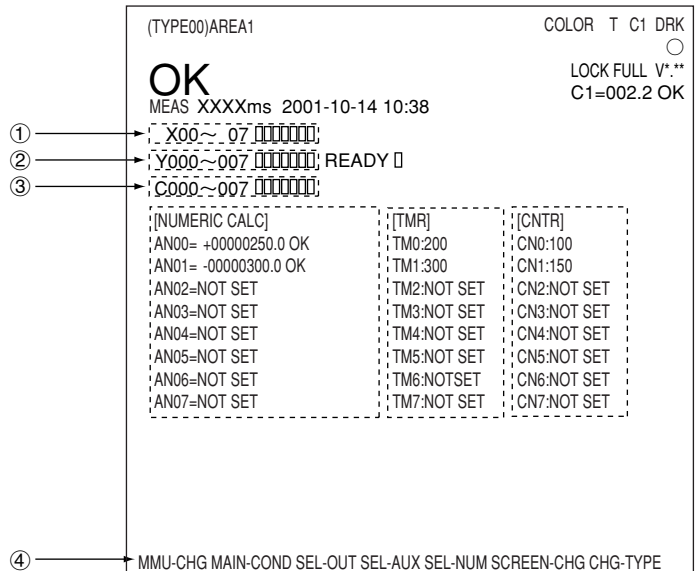 (TYPE00)AREA1 COLOR T C1 DRK
○
OK LOCK FULL V*.**
C1=002.2 OK
MEAS XXXXms 2001-10-14 10:38
① X00～ 07 ▯▯▯▯▯▯▯▯
② Y000～007 ▯▯▯▯▯▯▯▯ READY ▯
③ C000～007 ▯▯▯▯▯▯▯▯
[NUMERIC CALC] [TMR] [CNTR]
AN00= +00000250.0 OK TM0:200 CN0:100
AN01= -00000300.0 OK TM1:300 CN1:150
AN02=NOT SET TM2:NOT SET CN2:NOT SET
AN03=NOT SET TM3:NOT SET CN3:NOT SET
AN04=NOT SET TM4:NOT SET CN4:NOT SET
AN05=NOT SET TM5:NOT SET CN5:NOT SET
AN06=NOT SET TM6:NOTSET CN6:NOT SET
AN07=NOT SET TM7:NOT SET CN7:NOT SET
④ MMU-CHG MAIN-COND SEL-OUT SEL-AUX SEL-NUM SCREEN-CHG CHG-TYPE